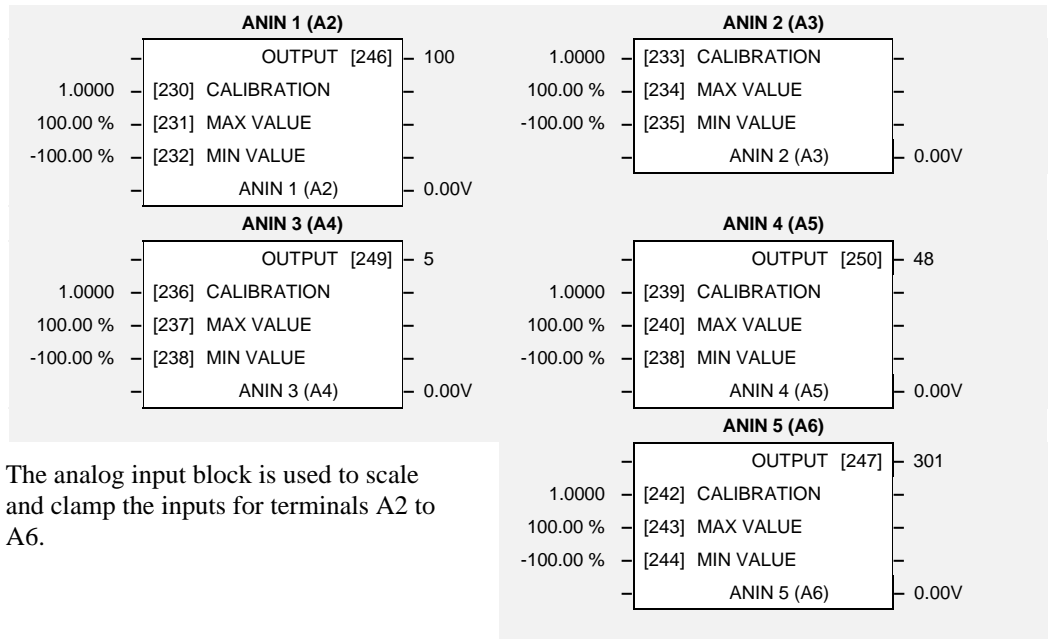 ANIN 1 (A2)
OUTPUT [246] – 100
1.0000 – [230] CALIBRATION –
100.00 % – [231] MAX VALUE –
-100.00 % – [232] MIN VALUE –
– ANIN 1 (A2) – 0.00V
ANIN 2 (A3)
1.0000 – [233] CALIBRATION –
100.00 % – [234] MAX VALUE –
-100.00 % – [235] MIN VALUE –
– ANIN 2 (A3) – 0.00V
ANIN 3 (A4)
– OUTPUT [249] – 5
1.0000 – [236] CALIBRATION –
100.00 % – [237] MAX VALUE –
-100.00 % – [238] MIN VALUE –
– ANIN 3 (A4) – 0.00V
ANIN 4 (A5)
– OUTPUT [250] – 48
1.0000 – [239] CALIBRATION –
100.00 % – [240] MAX VALUE –
-100.00 % – [238] MIN VALUE –
– ANIN 4 (A5) – 0.00V
The analog input block is used to scale
and clamp the inputs for terminals A2 to
A6.
ANIN 5 (A6)
– OUTPUT [247] – 301
1.0000 – [242] CALIBRATION –
100.00 % – [243] MAX VALUE –
-100.00 % – [244] MIN VALUE –
– ANIN 5 (A6) – 0.00V